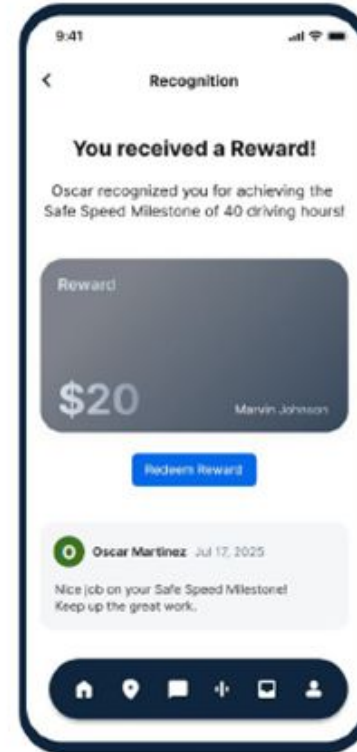 9:41
Recognition
You received a Reward!
Oscar recognized you for achieving the
Safe Speed Milestone of 40 driving hours!
Reward
$20
Marvin Johnson
Redeem Reward
O
Oscar Martinez Jul 17, 2025
Nice job on your Safe Speed Milestone!
Keep up the great work.